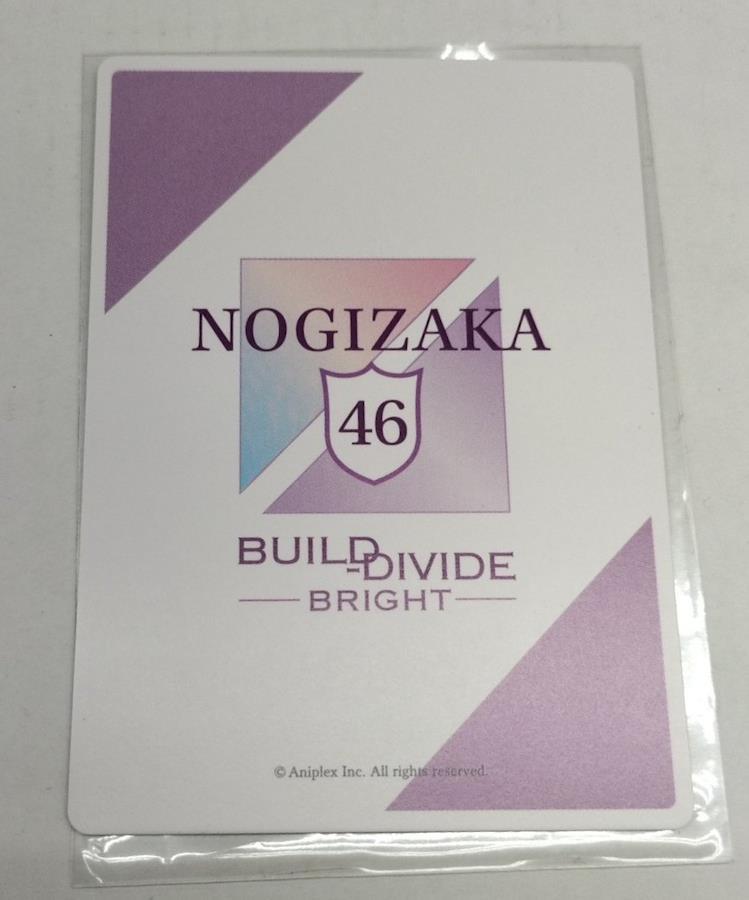 NOGIZAKA
46
BUILD-DIVIDE
BRIGHT
© Aniplex Inc. All rights reserved.